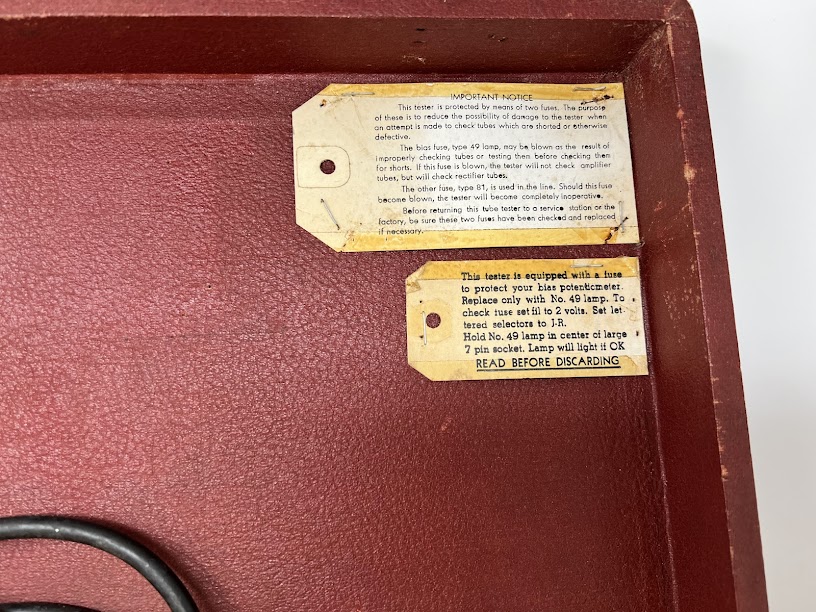 IMPORTANT NOTICE
This tester is protected by means of two fuses. The purpose
of these is to reduce the possibility of damage to the tester when
an attempt is made to check tubes which are shorted or otherwise
defective.
The bias fuse, type 49 lamp, may be blown as the result of
improperly checking tubes or testing them before checking them
for shorts. If this fuse is blown, the tester will not check amplifier
tubes, but will check rectifier tubes.
The other fuse, type 81, is used in the line. Should this fuse
become blown, the tester will become completely inoperative.
Before returning this tube tester to a service station or the
factory, be sure these two fuses have been checked and replaced
if necessary.
This tester is equipped with a fuse
to protect your bias potenticmeter.
Replace only with No. 49 lamp. To
check fuse set fil to 2 volts. Set let-
tered selectors to J-R.
Hold No. 49 lamp in center of large
7 pin socket. Lamp will light if OK
READ BEFORE DISCARDING